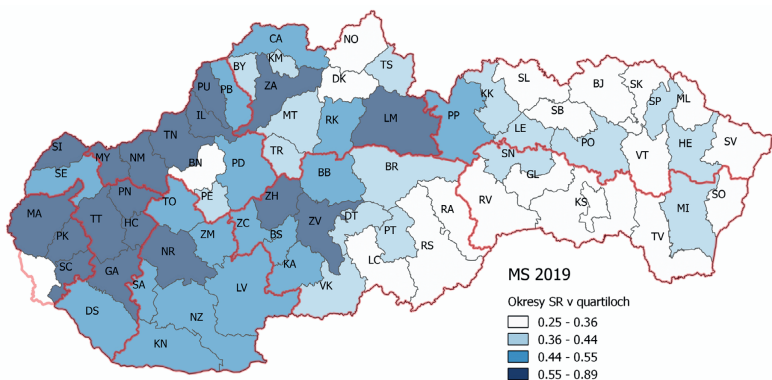 CA
NO
BY
KM
TS
PU
PB
ZA
DK
SL
BJ
SK
KK
SP
ML
IL
MT
RK
LM
PP
SB
SI
TN
LE
PO
HE
SV
MY
NM
BN
PD
TR
SN
VT
SE
BB
BR
GL
PN
PE
ZH
RV
KS
MI
SO
MA
TT
TO
ZV
DT
RA
PK
HC
ZM
ZC
BS
PT
RS
TV
NR
KA
LC
SC
GA
SA
LV
VK
DS
NZ
KN
MS 2019
Okresy SR v quartiloch
0.25 - 0.36
0.36 - 0.44
0.44 - 0.55
0.55 - 0.89